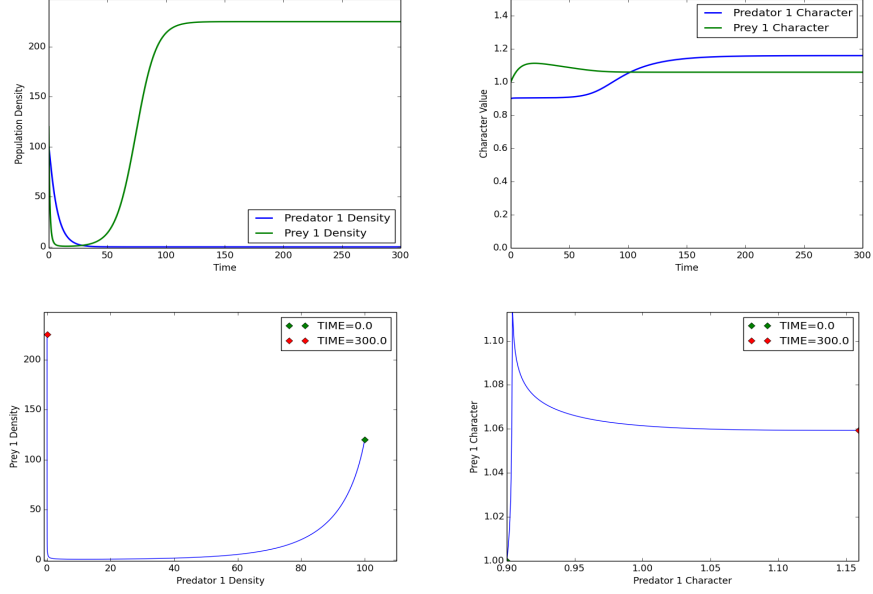 Population Density
200
150
100
50
0
0 50 100 150 200 250 300
Time
Predator 1 Density
Prey 1 Density
Character Value
1.4
1.2
1.0
0.8
0.6
0.4
0.2
0.0
0 50 100 150 200 250 300
Time
Predator 1 Character
Prey 1 Character
Prey 1 Density
200
150
100
50
0
0 20 40 60 80 100
Predator 1 Density
TIME=0.0
TIME=300.0
Prey 1 Character
1.10
1.08
1.06
1.04
1.02
1.00
0.90 0.95 1.00 1.05 1.10 1.15
Predator 1 Character
TIME=0.0
TIME=300.0